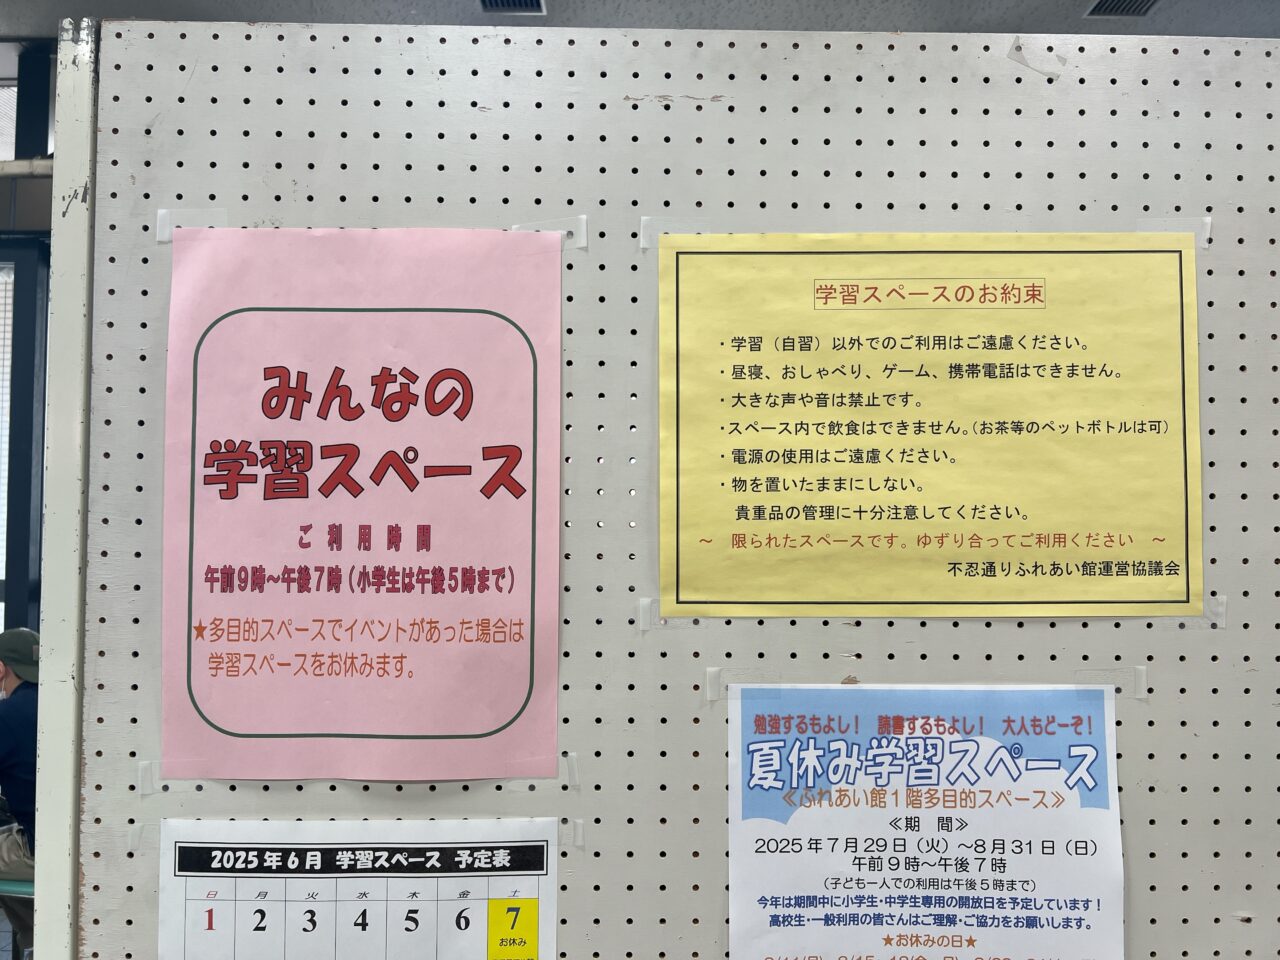 みんなの
学習スペース
ご利用時間
午前9時～午後7時(小学生は午後5時まで)
★多目的スペースでイベントがあった場合は
学習スペースをお休みます。
学習スペースのお約束
・学習（自習）以外でのご利用はご遠慮ください。
・昼寝、おしゃべり、ゲーム、携帯電話はできません。
・大きな声や音は禁止です。
・スペース内で飲食はできません。（お茶等のペットボトルは可）
・電源の使用はご遠慮ください。
・物を置いたままにしない。
貴重品の管理に十分注意してください。
～　限られたスペースです。ゆずり合ってご利用ください　～
不忍通りふれあい館運営協議会
2025年6月 学習スペース 予定表
日 月 火 水 木 金 土
1 2 3 4 5 6 7
お休み
勉強するもよし！ 読書するもよし！ 大人もどーぞ！
夏休み学習スペース
≪ふれあい館1階多目的スペース≫
≪期　間≫
2025年7月29日（火）～8月31日（日）
午前9時～午後7時
（子ども一人での利用は午後5時まで）
今年は期間中に小学生・中学生専用の開放日を予定しています！
高校生・一般利用の皆さんはご理解・ご協力をお願いします。
★お休みの日★